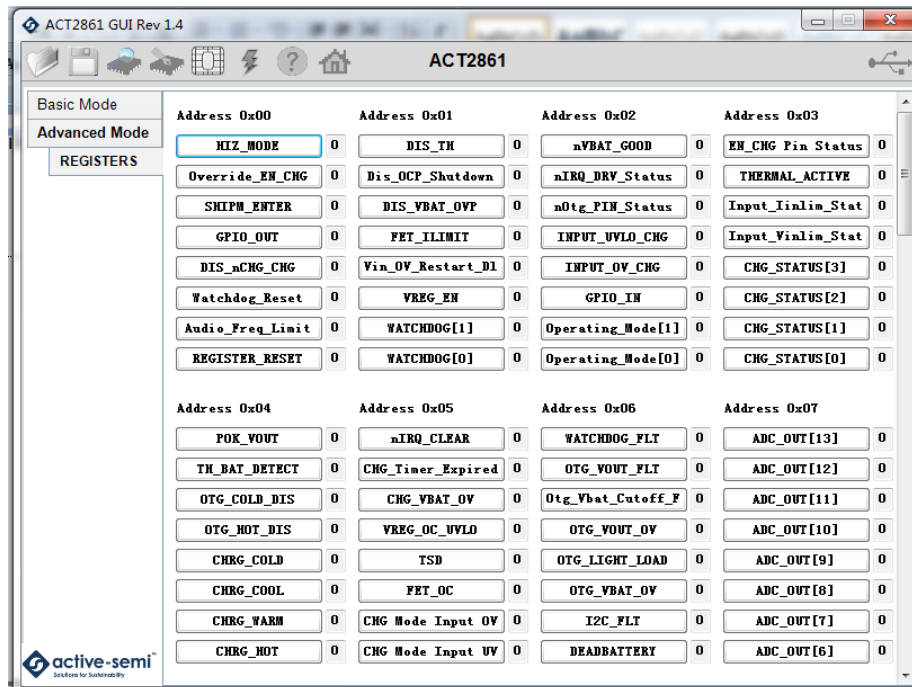 ACT2861 GUI Rev 1.4
ACT2861
Basic Mode
Advanced Mode
REGISTERS
Address 0x00 Address 0x01 Address 0x02 Address 0x03
HIZ_MODE 0 DIS_TH 0 nVBAT_GOOD 0 EN_CHG Pin Status 0
Override_EN_CHG 0 Dis_OCP_Shutdown 0 nIRQ_DRV_Status 0 THERMAL_ACTIVE 0
SHIPM_ENTER 0 DIS_VBAT_OVP 0 nOtg_PIN_Status 0 Input_Iinlim_Stat 0
GPIO_OUT 0 FET_ILIMIT 0 INPUT_UVLO_CHG 0 Input_Vinlim_Stat 0
DIS_nCHG_CHG 0 Vin_OV_Restart_Dl 0 INPUT_OV_CHG 0 CHG_STATUS[3] 0
Watchdog_Reset 0 VREG_EN 0 GPIO_IN 0 CHG_STATUS[2] 0
Audio_Freq_Limit 0 WATCHDOG[1] 0 Operating_Mode[1] 0 CHG_STATUS[1] 0
REGISTER_RESET 0 WATCHDOG[0] 0 Operating_Mode[0] 0 CHG_STATUS[0] 0
Address 0x04 Address 0x05 Address 0x06 Address 0x07
POK_VOUT 0 nIRQ_CLEAR 0 WATCHDOG_FLT 0 ADC_OUT[13] 0
TH_BAT_DETECT 0 CHG_Timer_Expired 0 OTG_VOUT_FLT 0 ADC_OUT[12] 0
OTG_COLD_DIS 0 CHG_VBAT_OV 0 Otg_Vbat_Cutoff_F 0 ADC_OUT[11] 0
OTG_HOT_DIS 0 VREG_OC_UVLO 0 OTG_VOUT_OV 0 ADC_OUT[10] 0
CHRG_COLD 0 TSD 0 OTG_LIGHT_LOAD 0 ADC_OUT[9] 0
CHRG_COOL 0 FET_OC 0 OTG_VBAT_OV 0 ADC_OUT[8] 0
CHRG_WARM 0 CHG Mode Input OV 0 I2C_FLT 0 ADC_OUT[7] 0
CHRG_HOT 0 CHG Mode Input UV 0 DEADBATTERY 0 ADC_OUT[6] 0
active-semi
Solutions for Sustainability